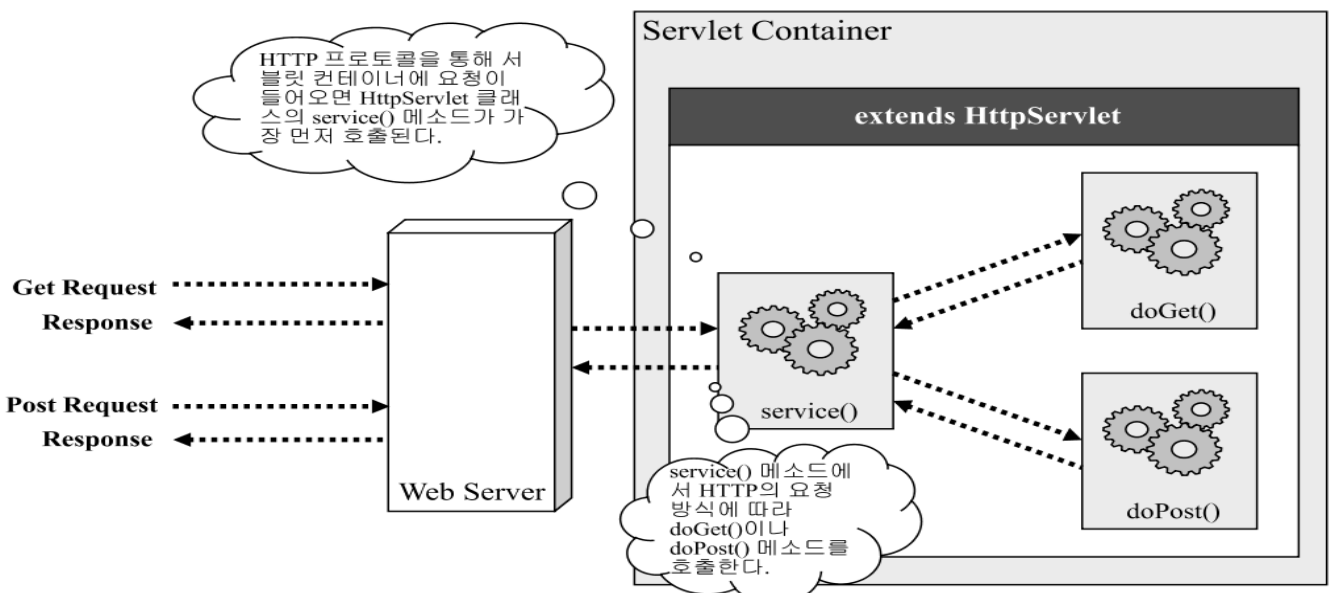 Servlet Container
HTTP 프로토콜을 통해 서
블릿 컨테이너에 요청이
들어오면 HttpServlet 클래
스의 service() 메소드가 가
장 먼저 호출된다.
extends HttpServlet
Get Request
Response
Post Request
Response
Web Server
service()
doGet()
doPost()
service() 메소드에
서 HTTP의 요청
방식에 따라
doGet()이나
doPost() 메소드를
호출한다.